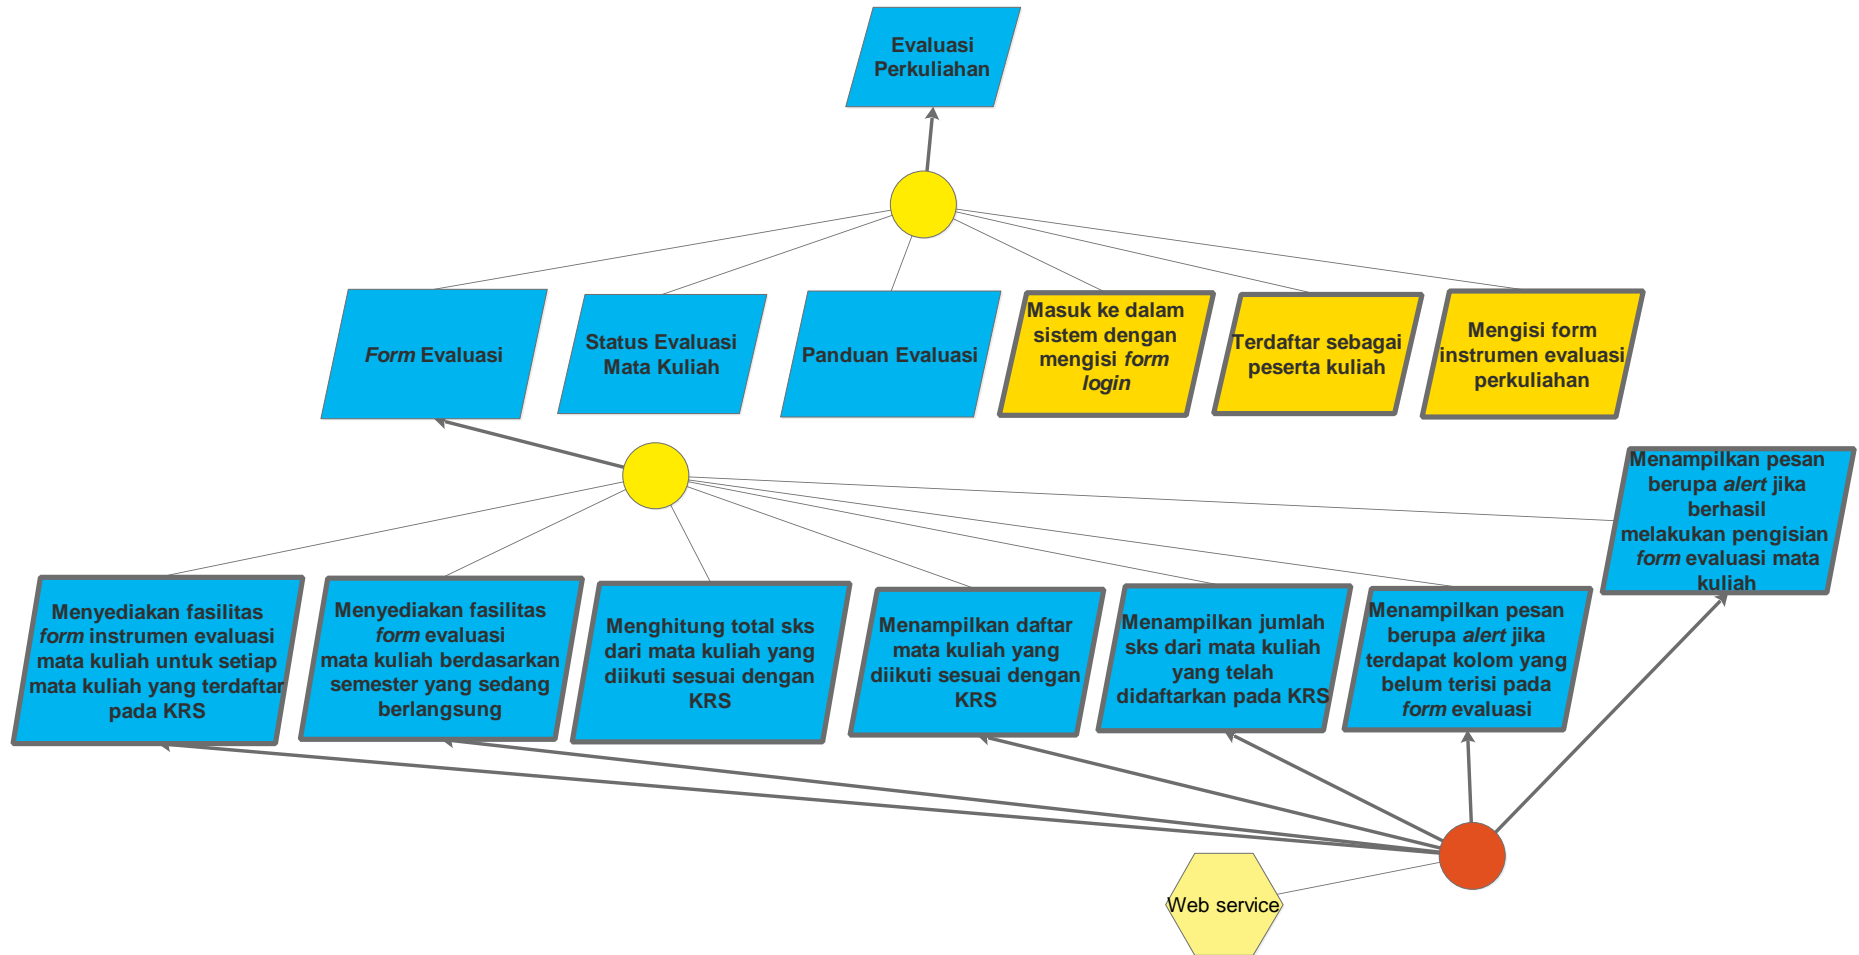 Evaluasi
Perkuliahan
Form Evaluasi
Status Evaluasi
Mata Kuliah
Panduan Evaluasi
Masuk ke dalam
sistem dengan
mengisi form
login
Terdaftar sebagai
peserta kuliah
Mengisi form
instrumen evaluasi
perkuliahan
Menampilkan pesan
berupa alert jika
berhasil
melakukan pengisian
form evaluasi mata
kuliah
Menyediakan fasilitas
form instrumen evaluasi
mata kuliah untuk setiap
mata kuliah yang terdaftar
pada KRS
Menyediakan fasilitas
form evaluasi
mata kuliah berdasarkan
semester yang sedang
berlangsung
Menghitung total sks
dari mata kuliah yang
diikuti sesuai dengan
KRS
Menampilkan daftar
mata kuliah yang
diikuti sesuai dengan
KRS
Menampilkan jumlah
sks dari mata kuliah
yang telah
didaftarkan pada KRS
Menampilkan pesan
berupa alert jika
terdapat kolom yang
belum terisi pada
form evaluasi
Web service